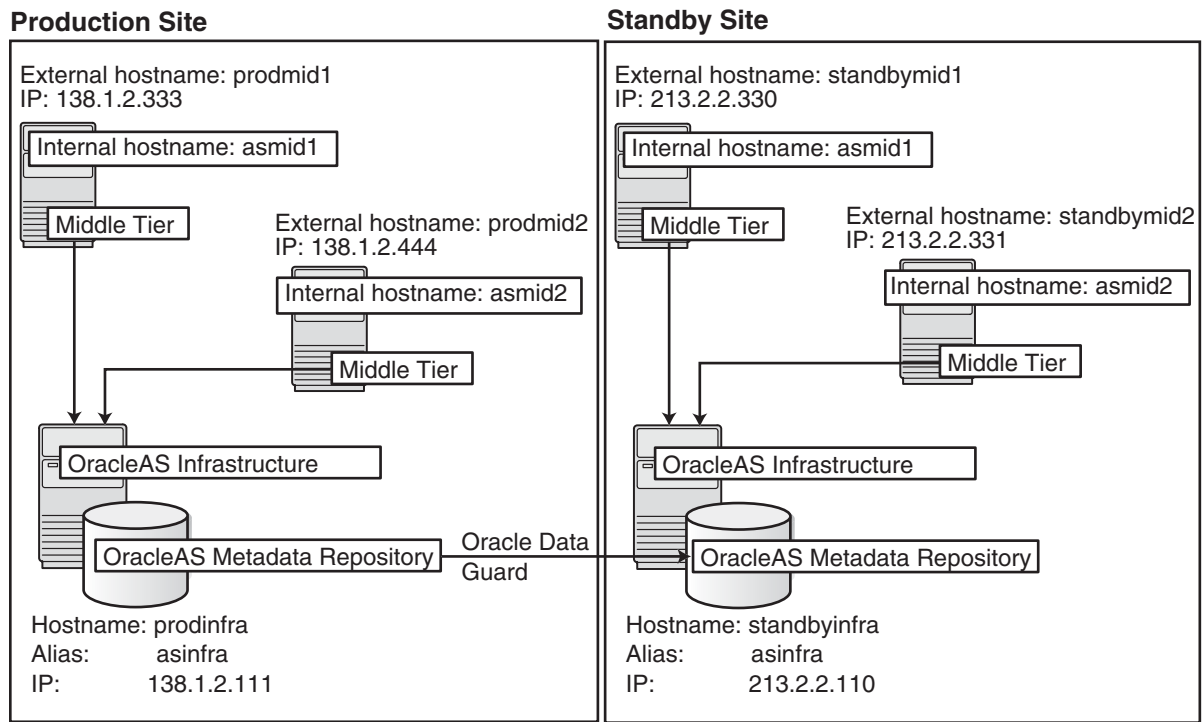 Production Site
External hostname: prodmid1
IP: 138.1.2.333
Internal hostname: asmid1
Middle Tier
External hostname: prodmid2
IP: 138.1.2.444
Internal hostname: asmid2
Middle Tier
OracleAS Infrastructure
OracleAS Metadata Repository
Oracle Data
Guard
Hostname: prodinfra
Alias: asinfra
IP: 138.1.2.111
Standby Site
External hostname: standbymid1
IP: 213.2.2.330
Internal hostname: asmid1
Middle Tier
External hostname: standbymid2
IP: 213.2.2.331
Internal hostname: asmid2
Middle Tier
OracleAS Infrastructure
OracleAS Metadata Repository
Hostname: standbyinfra
Alias: asinfra
IP: 213.2.2.110